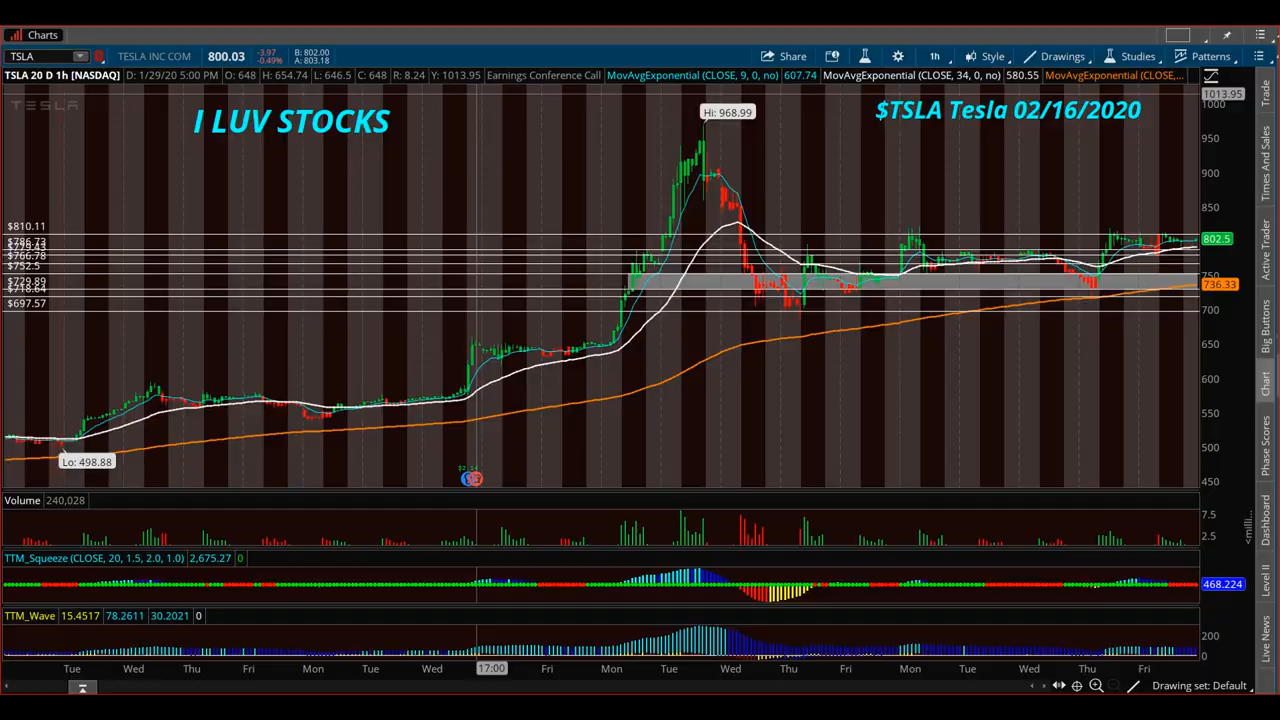 Charts
TSLA TESLA INC COM 800.03 -3.97 -0.49% B: 802.00 A: 803.18 Share 1h Style Drawings Studies Patterns
TSLA 20 D 1h [NASDAQ] D: 1/29/20 5:00 PM O: 648 H: 654.74 L: 646.5 C: 648 R: 8.24 Y: 1013.95 Earnings Conference Call MovAvgExponential (CLOSE, 9, 0, no) 607.74 MovAvgExponential (CLOSE, 34, 0, no) 580.55 MovAvgExponential (CLOSE,...
TESLA
I LUV STOCKS
$TSLA Tesla 02/16/2020
Hi: 968.99
Lo: 498.88
$810.11
$766.78
$752.5
$697.57
1013.95
1000
950
900
850
802.5
750
736.33
700
650
600
550
500
450
Volume 240,028
7.5
2.5
<milli...
TTM_Squeeze (CLOSE, 20, 1.5, 2.0, 1.0) 2,675.27 0
468.224
TTM_Wave 15.4517 78.2611 30.2021 0
200
0
Tue Wed Thu Fri Mon Tue Wed 17:00 Fri Mon Tue Wed Thu Fri Mon Tue Wed Thu Fri
Drawing set: Default
Trade
Times And Sales
Active Trader
Big Buttons
Chart
Phase Scores
Dashboard
Level II
Live News